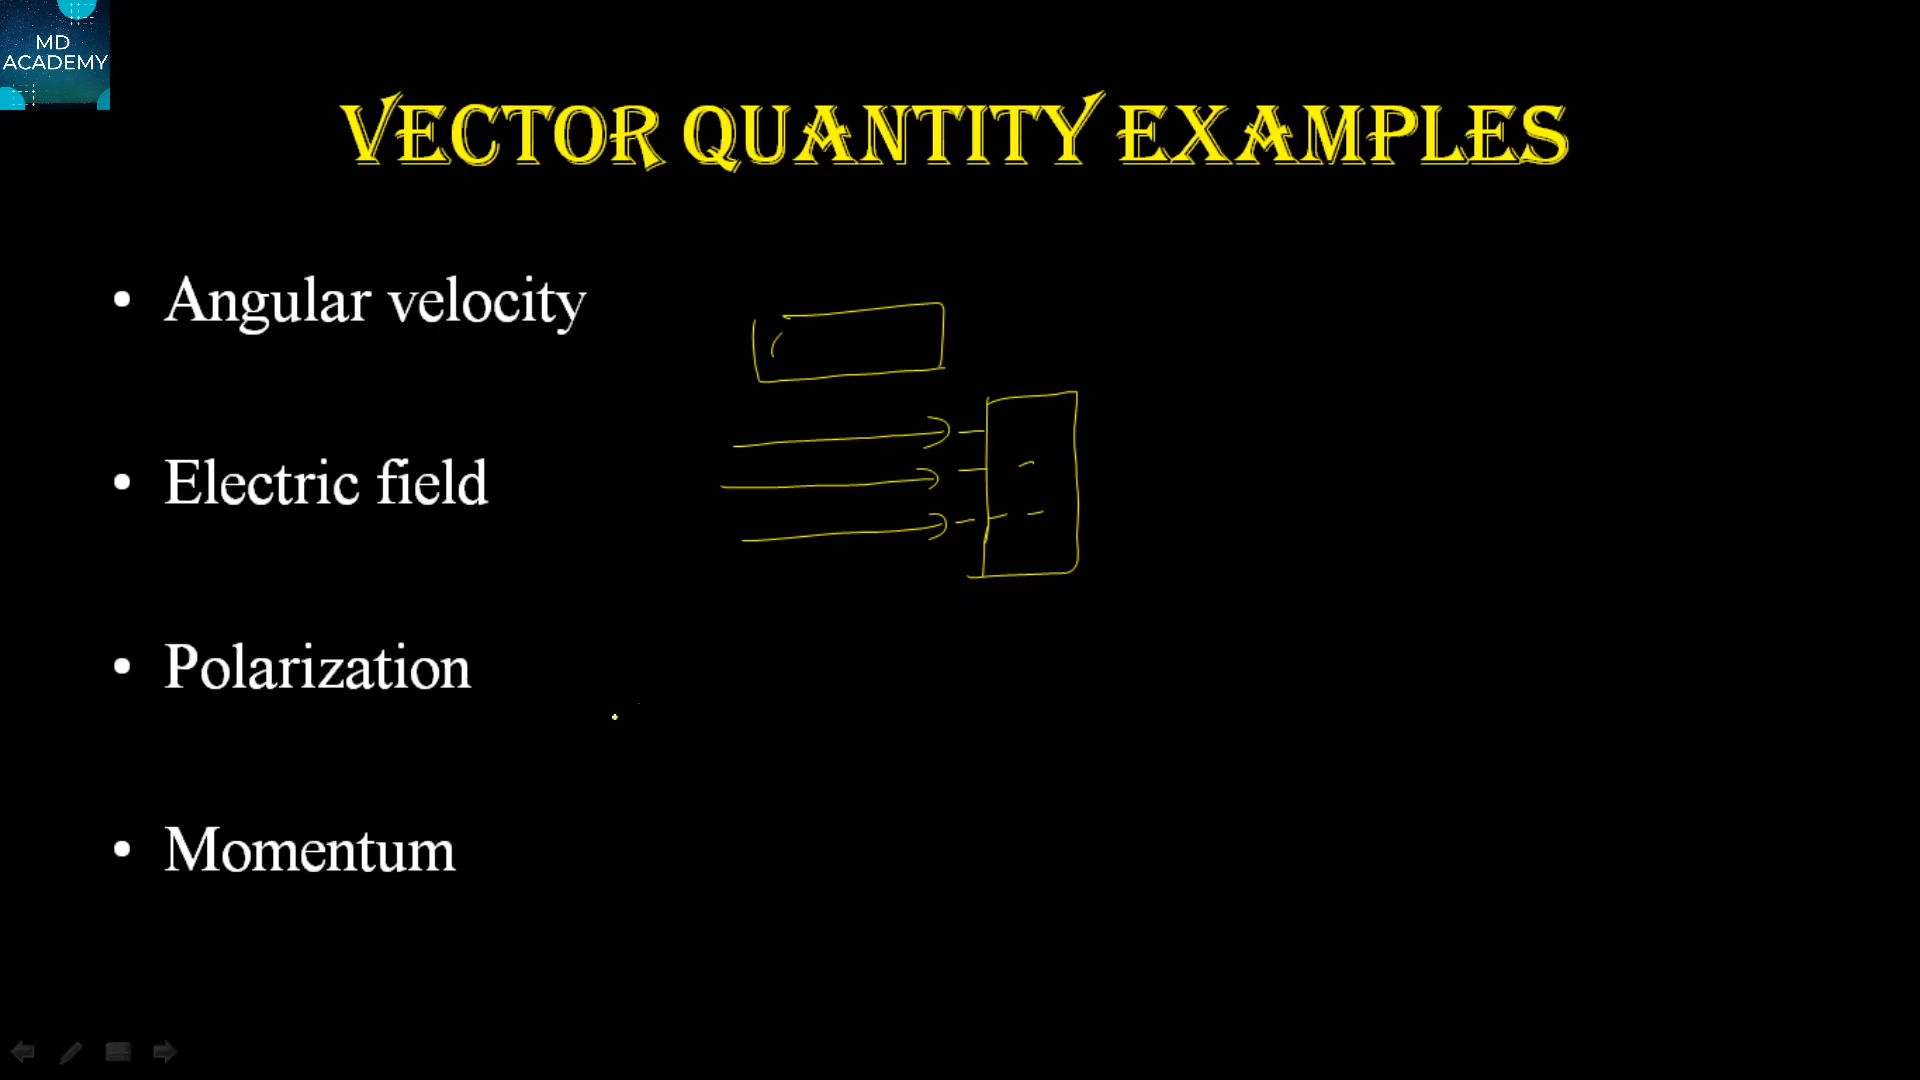 MD
ACADEMY
VECTOR QUANTITY EXAMPLES
• Angular velocity
• Electric field
• Polarization
• Momentum